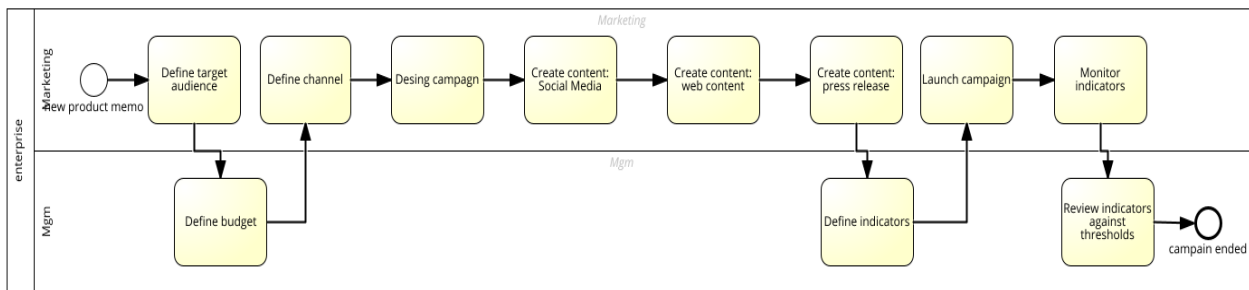 enterprise
Marketing
Marketing
new product memo
Define target
audience
Define channel
Desing campagn
Create content:
Social Media
Create content:
web content
Create content:
press release
Launch campaign
Monitor
indicators
Mgm
Mgm
Define budget
Define indicators
Review indicators
against
thresholds
campain ended